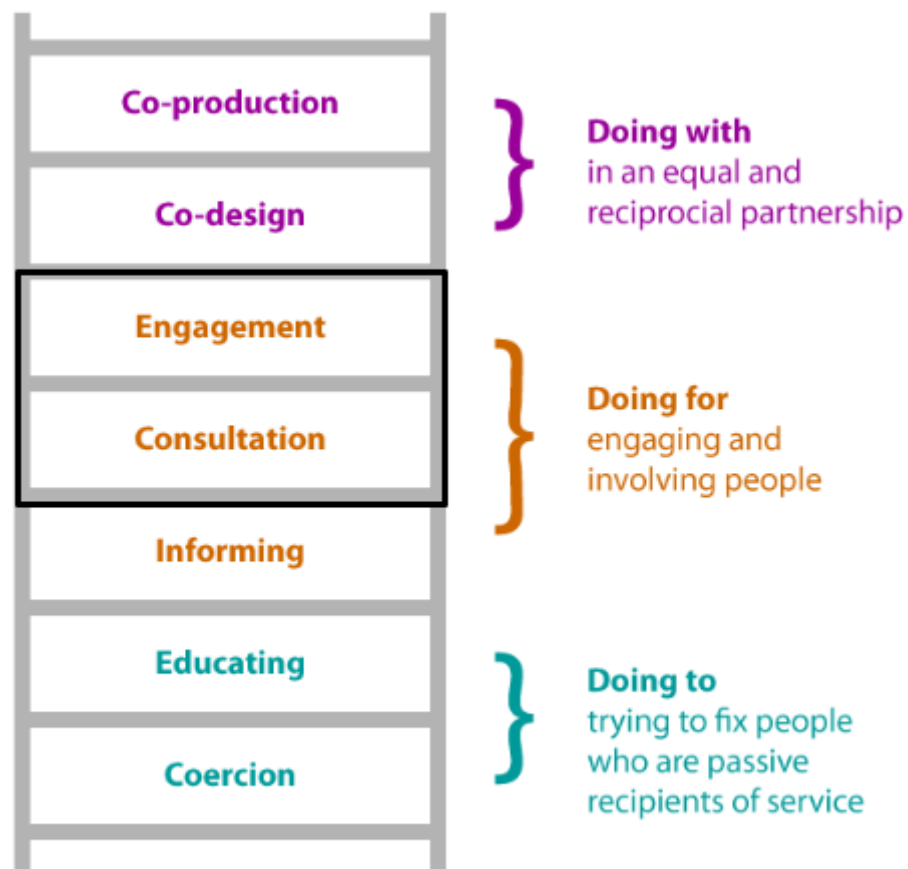 Co-production
Co-design
Engagement
Consultation
Informing
Educating
Coercion
Doing with
in an equal and
reciprocial partnership
Doing for
engaging and
involving people
Doing to
trying to fix people
who are passive
recipients of service